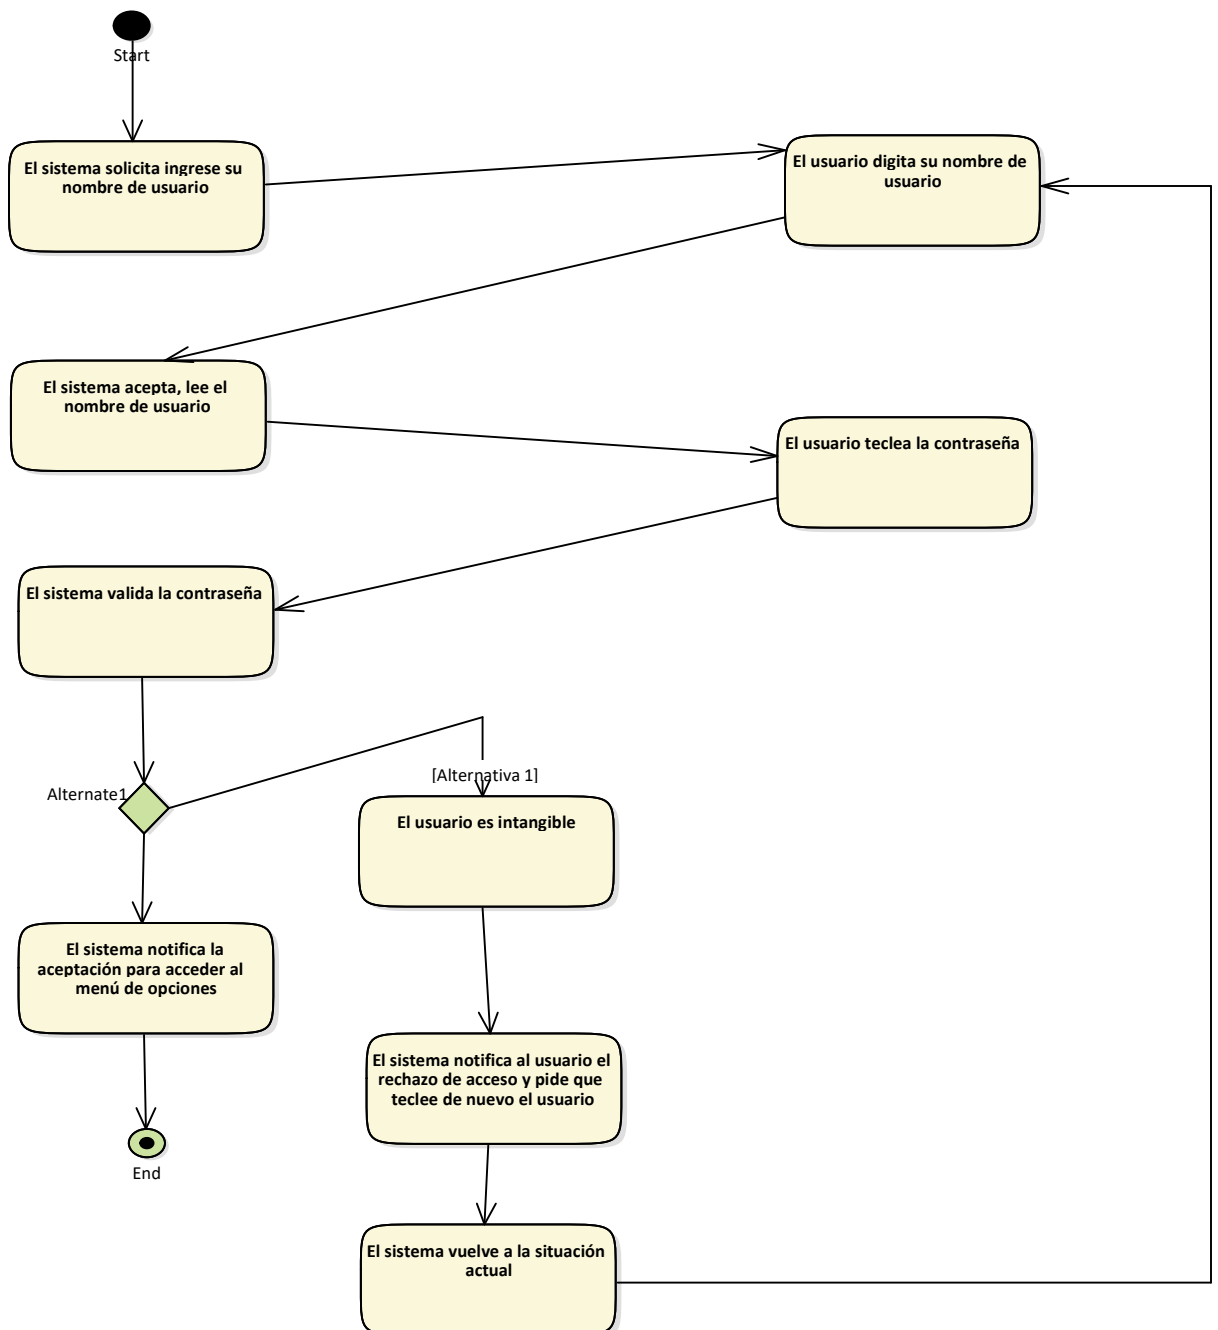 Start
El sistema solicita ingrese su
nombre de usuario
El usuario digita su nombre de
usuario
El sistema acepta, lee el
nombre de usuario
El usuario teclea la contraseña
El sistema valida la contraseña
Alternate1
[Alternativa 1]
El usuario es intangible
El sistema notifica la
aceptación para acceder al
menú de opciones
El sistema notifica al usuario el
rechazo de acceso y pide que
teclee de nuevo el usuario
End
El sistema vuelve a la situación
actual